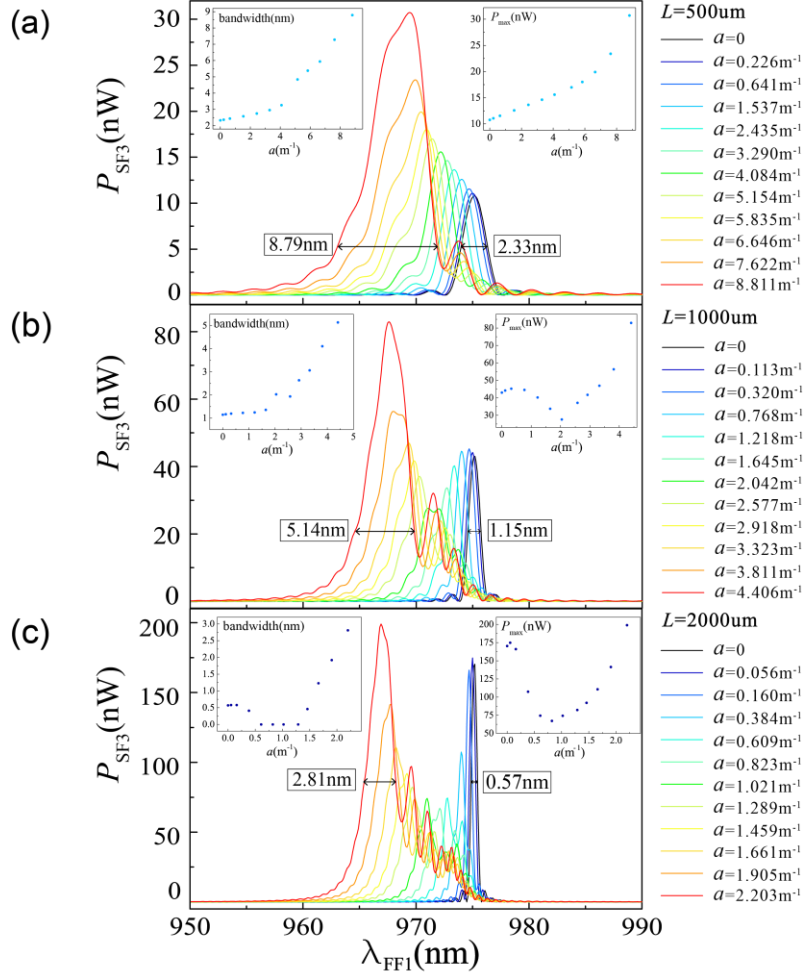 (a)
bandwidth(nm)
9
8
7
6
5
4
3
2
0 2 4 6 8
a(m⁻¹)
P_max(nW)
30
25
20
15
10
0 2 4 6 8
a(m⁻¹)
P_SF3(nW)
30
25
20
15
10
5
0
8.79nm
2.33nm
L=500um
a=0
a=0.226m⁻¹
a=0.641m⁻¹
a=1.537m⁻¹
a=2.435m⁻¹
a=3.290m⁻¹
a=4.084m⁻¹
a=5.154m⁻¹
a=5.835m⁻¹
a=6.646m⁻¹
a=7.622m⁻¹
a=8.811m⁻¹
(b)
bandwidth(nm)
5
4
3
2
1
0 1 2 3 4 5
a(m⁻¹)
P_max(nW)
80
70
60
50
40
30
0 1 2 3 4
a(m⁻¹)
P_SF3(nW)
80
60
40
20
0
5.14nm
1.15nm
L=1000um
a=0
a=0.113m⁻¹
a=0.320m⁻¹
a=0.768m⁻¹
a=1.218m⁻¹
a=1.645m⁻¹
a=2.042m⁻¹
a=2.577m⁻¹
a=2.918m⁻¹
a=3.323m⁻¹
a=3.811m⁻¹
a=4.406m⁻¹
(c)
bandwidth(nm)
3.0
2.5
2.0
1.5
1.0
0.5
0.0
0.0 0.5 1.0 1.5 2.0
a(m⁻¹)
P_max(nW)
200
175
150
125
100
75
50
0.0 0.5 1.0 1.5 2.0
a(m⁻¹)
P_SF3(nW)
200
150
100
50
0
2.81nm
0.57nm
L=2000um
a=0
a=0.056m⁻¹
a=0.160m⁻¹
a=0.384m⁻¹
a=0.609m⁻¹
a=0.823m⁻¹
a=1.021m⁻¹
a=1.289m⁻¹
a=1.459m⁻¹
a=1.661m⁻¹
a=1.905m⁻¹
a=2.203m⁻¹
950 960 970 980 990
λ_FF1(nm)